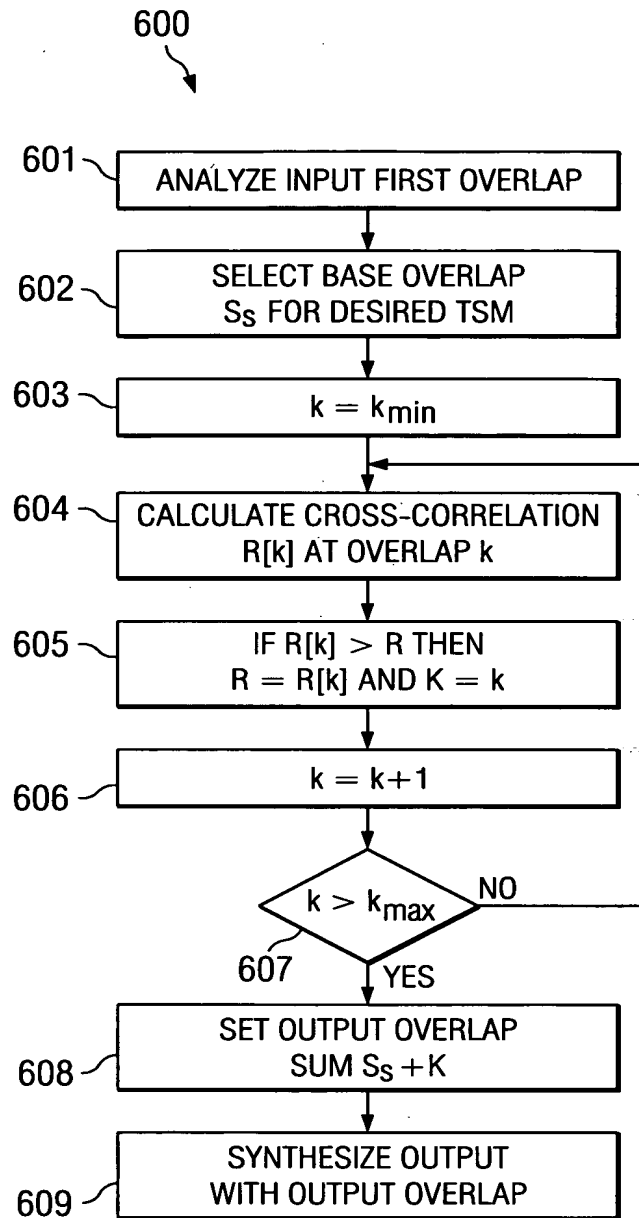 600
601
ANALYZE INPUT FIRST OVERLAP
602
SELECT BASE OVERLAP
SS FOR DESIRED TSM
603
k = kmin
604
CALCULATE CROSS-CORRELATION
R[k] AT OVERLAP k
605
IF R[k] > R THEN
R = R[k] AND K = k
606
k = k+1
k > kmax
NO
607
YES
608
SET OUTPUT OVERLAP
SUM SS + K
609
SYNTHESIZE OUTPUT
WITH OUTPUT OVERLAP